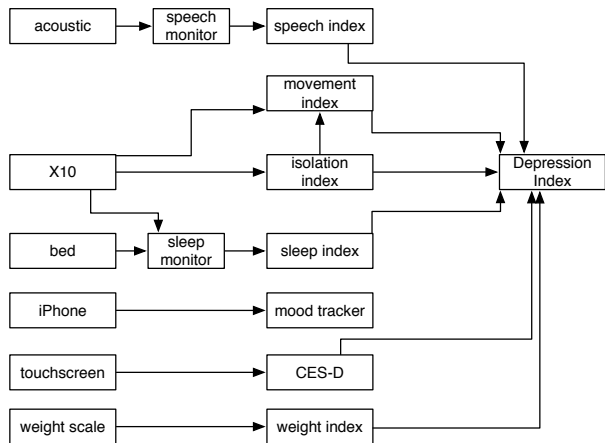 acoustic
speech
monitor
speech index
movement
index
X10
isolation
index
Depression
Index
bed
sleep
monitor
sleep index
iPhone
mood tracker
touchscreen
CES-D
weight scale
weight index